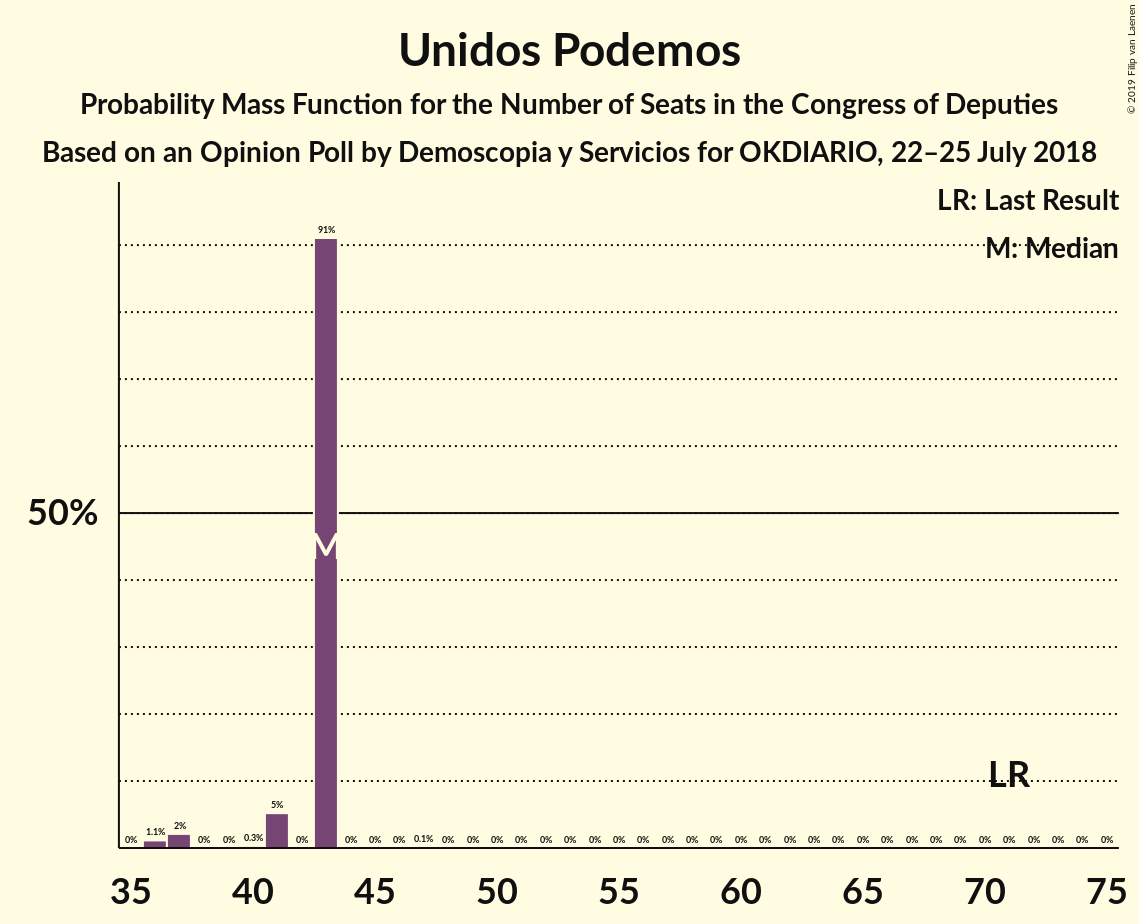 Unidos Podemos
Probability Mass Function for the Number of Seats in the Congress of Deputies
Based on an Opinion Poll by Demoscopia y Servicios for OKDIARIO, 22–25 July 2018
© 2019 Filip van Laenen
LR: Last Result
M: Median
91%
50%
M
LR
0% 1.1% 2% 0% 0% 0.3% 5% 0% 0% 0% 0% 0.1% 0% 0% 0% 0% 0% 0% 0% 0% 0% 0% 0% 0% 0% 0% 0% 0% 0% 0% 0% 0% 0% 0% 0% 0% 0% 0% 0% 0%
35 40 45 50 55 60 65 70 75